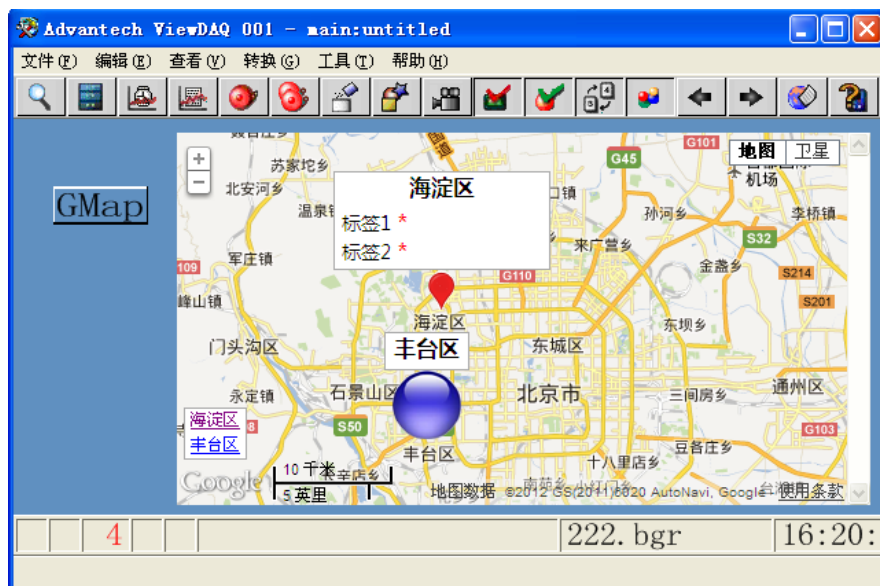 Advantech ViewDAQ 001 - main:untitled
文件(F) 编辑(E) 查看(V) 转换(G) 工具(T) 帮助(H)
GMap
苏家坨乡
G45
G101
地图 卫星
北安河乡
海淀区
机场
温泉
口镇
孙河乡
李桥镇
标签1 *
标签2 *
S32
来广营乡
军庄镇
金盏乡
109
G110
S214
峰山镇
S201
海淀区
东坝乡
门头沟区
丰台区
东城区
永定镇
石景山区
北京市
三间房乡
通州区
海淀区
S50
G103
丰台区
丰台区
豆各庄乡
十八里店乡
Google
10 千米
辛店乡
5 英里
地图数据 ©2012 GS(2011)6020 AutoNavi, Google - 使用条款
4
222.bgr
16:20: